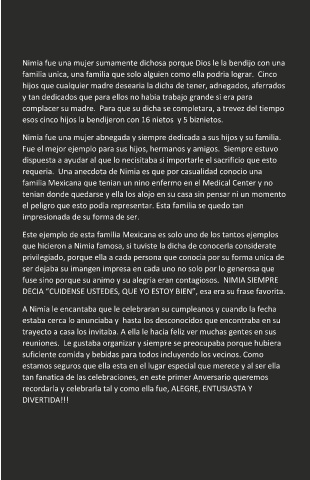 Nimia fue una mujer sumamente dichosa porque Dios le la bendijo con una
familia unica, una familia que solo alguien como ella podria lograr.  Cinco
hijos que cualquier madre desearia la dicha de tener, adnegados, aferrados
y tan dedicados que para ellos no habia trabajo grande si era para
complacer su madre.  Para que su dicha se completara, a trevez del tiempo
esos cinco hijos la bendijeron con 16 nietos  y 5 biznietos.
Nimia fue una mujer abnegada y siempre dedicada a sus hijos y su familia.
Fue el mejor ejemplo para sus hijos, hermanos y amigos.  Siempre estuvo
dispuesta a ayudar al que lo necisitaba si importarle el sacrificio que esto
requeria.  Una anecdota de Nimia es que por casualidad conocio una
familia Mexicana que tenian un nino enfermo en el Medical Center y no
tenian donde quedarse y ella los alojo en su casa sin pensar ni un momento
el peligro que esto podía representar. Esta familia se quedo tan
impresionada de su forma de ser.
Este ejemplo de esta familia Mexicana es solo uno de los tantos ejemplos
que hicieron a Nimia famosa, si tuviste la dicha de conocerla considerate
privilegiado, porque ella a cada persona que conocía por su forma unica de
ser dejaba su imangen impresa en cada uno no solo por lo generosa que
fuse sino porque su animo y su alegría eran contagiosos.  NIMIA SIEMPRE
DECIA "CUIDENSE USTEDES, QUE YO ESTOY BIEN", esa era su frase favorita.
A Nimia le encantaba que le celebraran su cumpleanos y cuando la fecha
estaba cerca lo anunciaba y  hasta los desconocidos que encontraba en su
trayecto a casa los invitaba. A ella le hacia feliz ver muchas gentes en sus
reuniones.  Le gustaba organizar y siempre se preocupaba porque hubiera
suficiente comida y bebidas para todos incluyendo los vecinos. Como
estamos seguros que ella esta en el lugar especial que merece y al ser ella
tan fanatica de las celebraciones, en este primer Anversario queremos
recordarla y celebrarla tal y como ella fue, ALEGRE, ENTUSIASTA Y
DIVERTIDA!!!